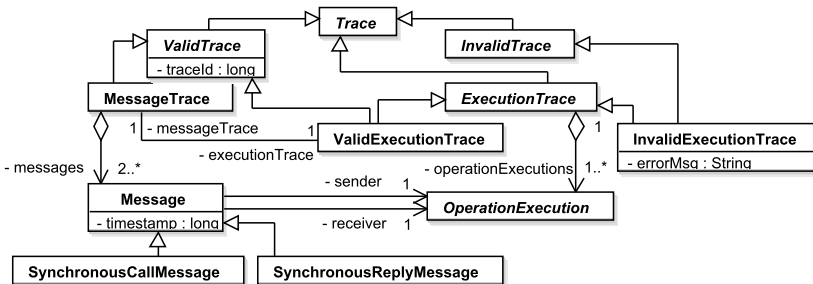 Trace
ValidTrace
- traceId : long
InvalidTrace
MessageTrace
ExecutionTrace
1
- messageTrace
1
ValidExecutionTrace
1
InvalidExecutionTrace
- errorMsg : String
- executionTrace
- messages
2..*
- operationExecutions
1..*
Message
- timestamp : long
- sender
1
- receiver
1
OperationExecution
SynchronousCallMessage
SynchronousReplyMessage